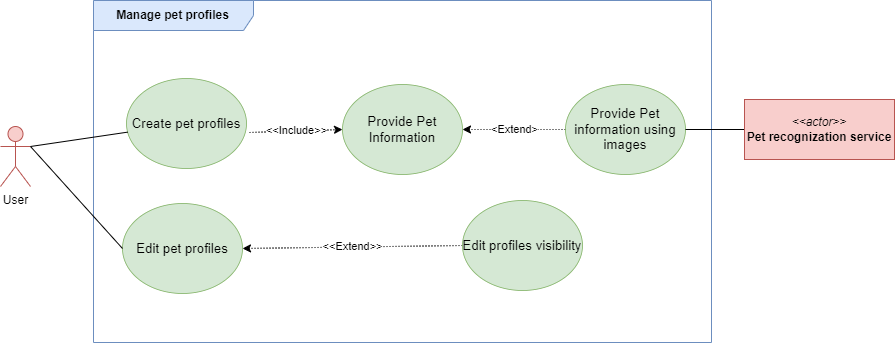 Manage pet profiles
Create pet profiles
<<Include>>
Provide Pet
Information
<Extend>
Provide Pet
information using
images
<<actor>>
Pet recognization service
User
Edit pet profiles
<<Extend>>
Edit profiles visibility